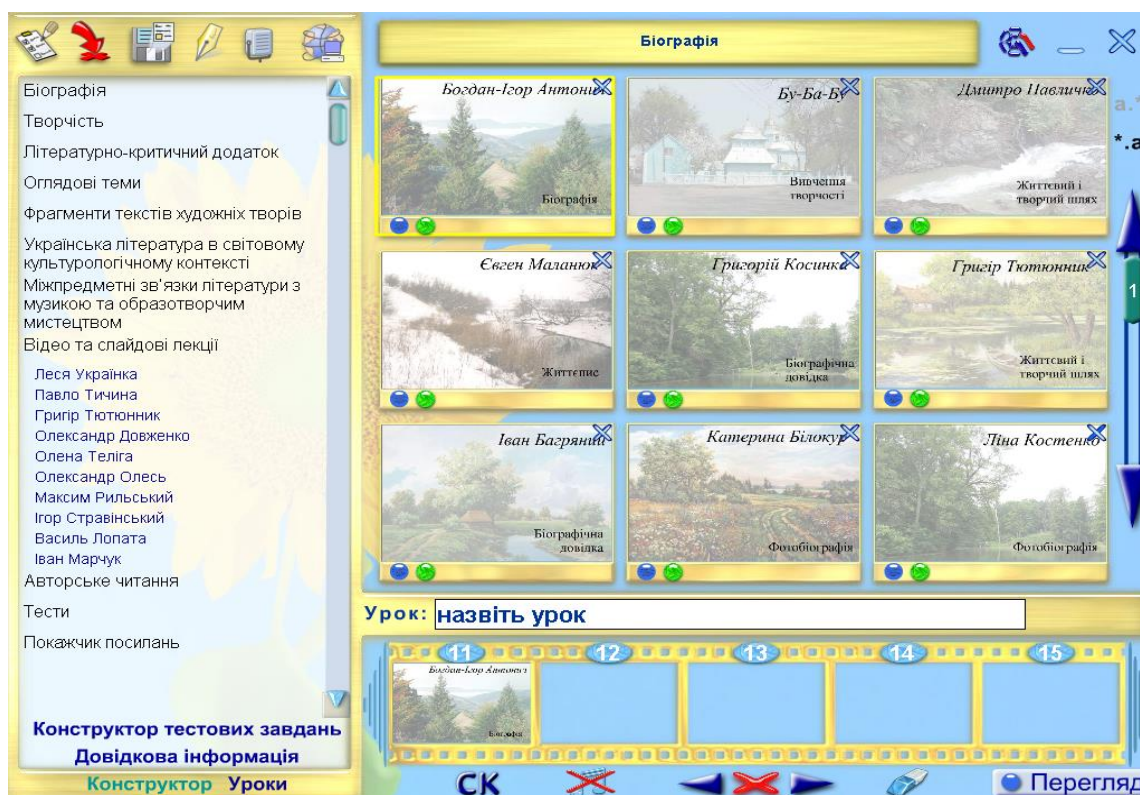 Біографія
Творчість
Літературно-критичний додаток
Оглядові теми
Фрагменти текстів художніх творів
Українська література в світовому
культурологічному контексті
Міжпредметні зв'язки літератури з
музикою та образотворчим
мистецтвом
Відео та слайдові лекції
Леся Українка
Павло Тичина
Григір Тютюнник
Олександр Довженко
Олена Теліга
Олександр Олесь
Максим Рильський
Ігор Стравінський
Василь Лопата
Іван Марчук
Авторське читання
Тести
Покажчик посилань
Конструктор тестових завдань
Довідкова інформація
Конструктор Уроки
Біографія
Богдан-Ігор Антонич
Біографія
Бу-Ба-Бу
Вивчення
творчості
Дмитро Павличко
Життєвий і
творчий шлях
а.*
*.а
Євген Маланюк
Життєпис
Григорій Косинка
Біографічна
довідка
Григір Тютюнник
Життєвий і
творчий шлях
1
Іван Багряний
Біографічна
довідка
Катерина Білокур
Фотобіографія
Ліна Костенко
Фотобіографія
Урок: назвіть урок
11 12 13 14 15
Богдан-Ігор Антонич
Біографія
СК
Перегляд